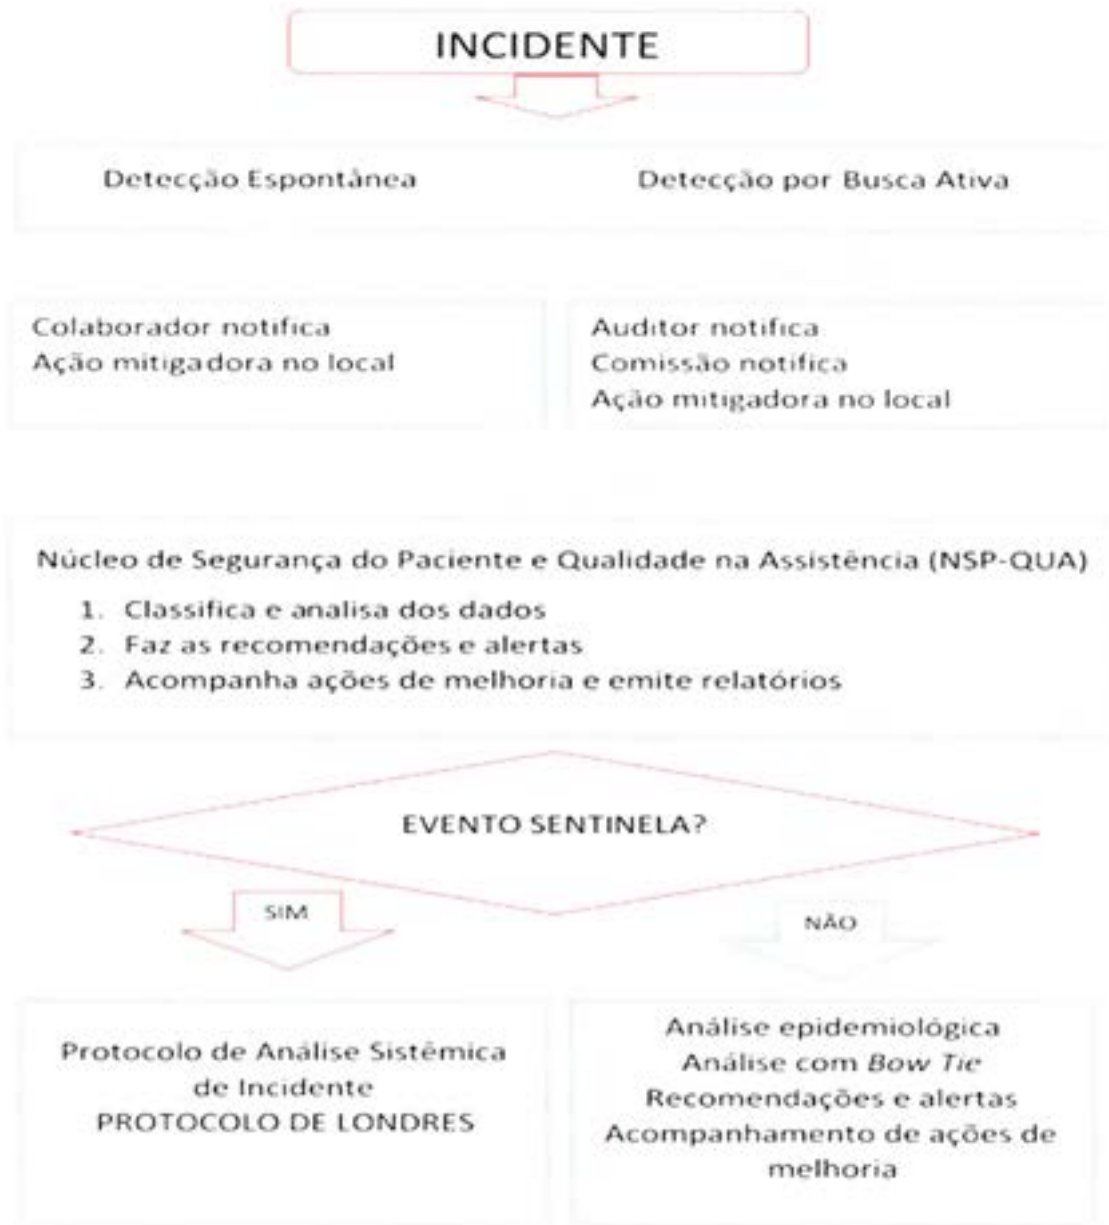 INCIDENTE
Detecção Espontânea
Detecção por Busca Ativa
Colaborador notifica
Ação mitigadora no local
Auditor notifica
Comissão notifica
Ação mitigadora no local
Núcleo de Segurança do Paciente e Qualidade na Assistência (NSP-QUA)
1. Classifica e analisa dos dados
2. Faz as recomendações e alertas
3. Acompanha ações de melhoria e emite relatórios
EVENTO SENTINELA?
SIM
NÃO
Protocolo de Análise Sistêmica
de Incidente
PROTOCOLO DE LONDRES
Análise epidemiológica
Análise com Bow Tie
Recomendações e alertas
Acompanhamento de ações de
melhoria